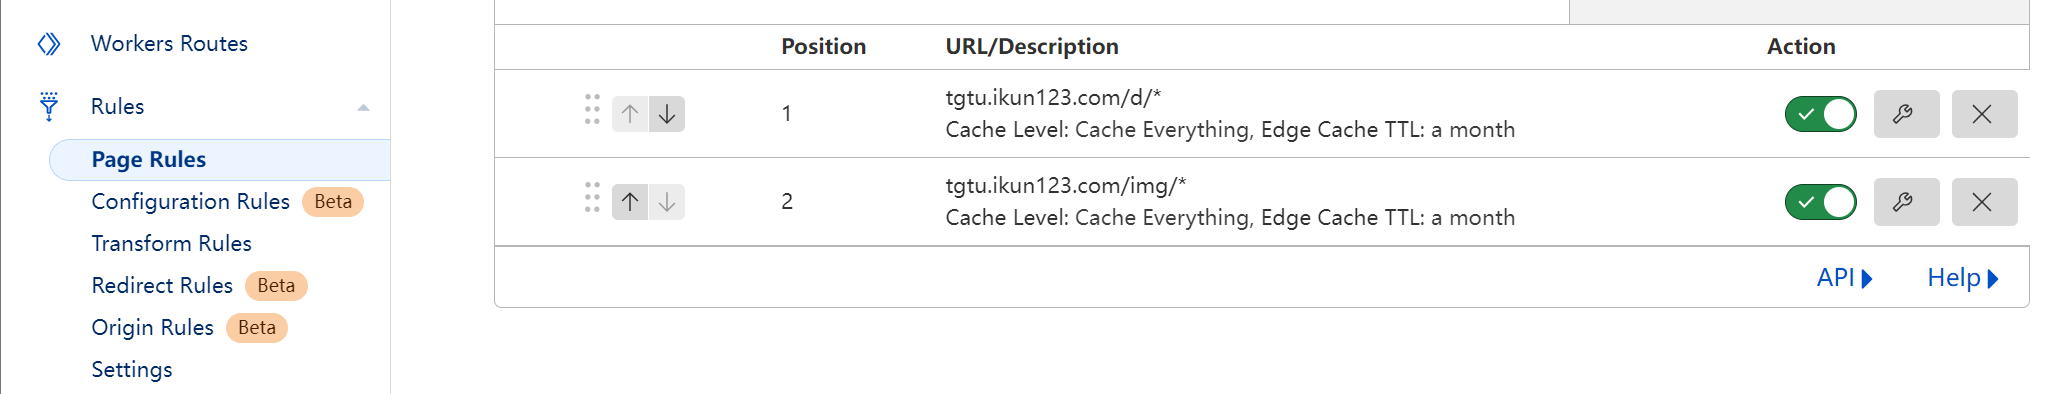 Workers Routes
Rules
Page Rules
Configuration Rules Beta
Transform Rules
Redirect Rules Beta
Origin Rules Beta
Settings
Position URL/Description Action
1
tgtu.ikun123.com/d/*
Cache Level: Cache Everything, Edge Cache TTL: a month
2
tgtu.ikun123.com/img/*
Cache Level: Cache Everything, Edge Cache TTL: a month
API Help